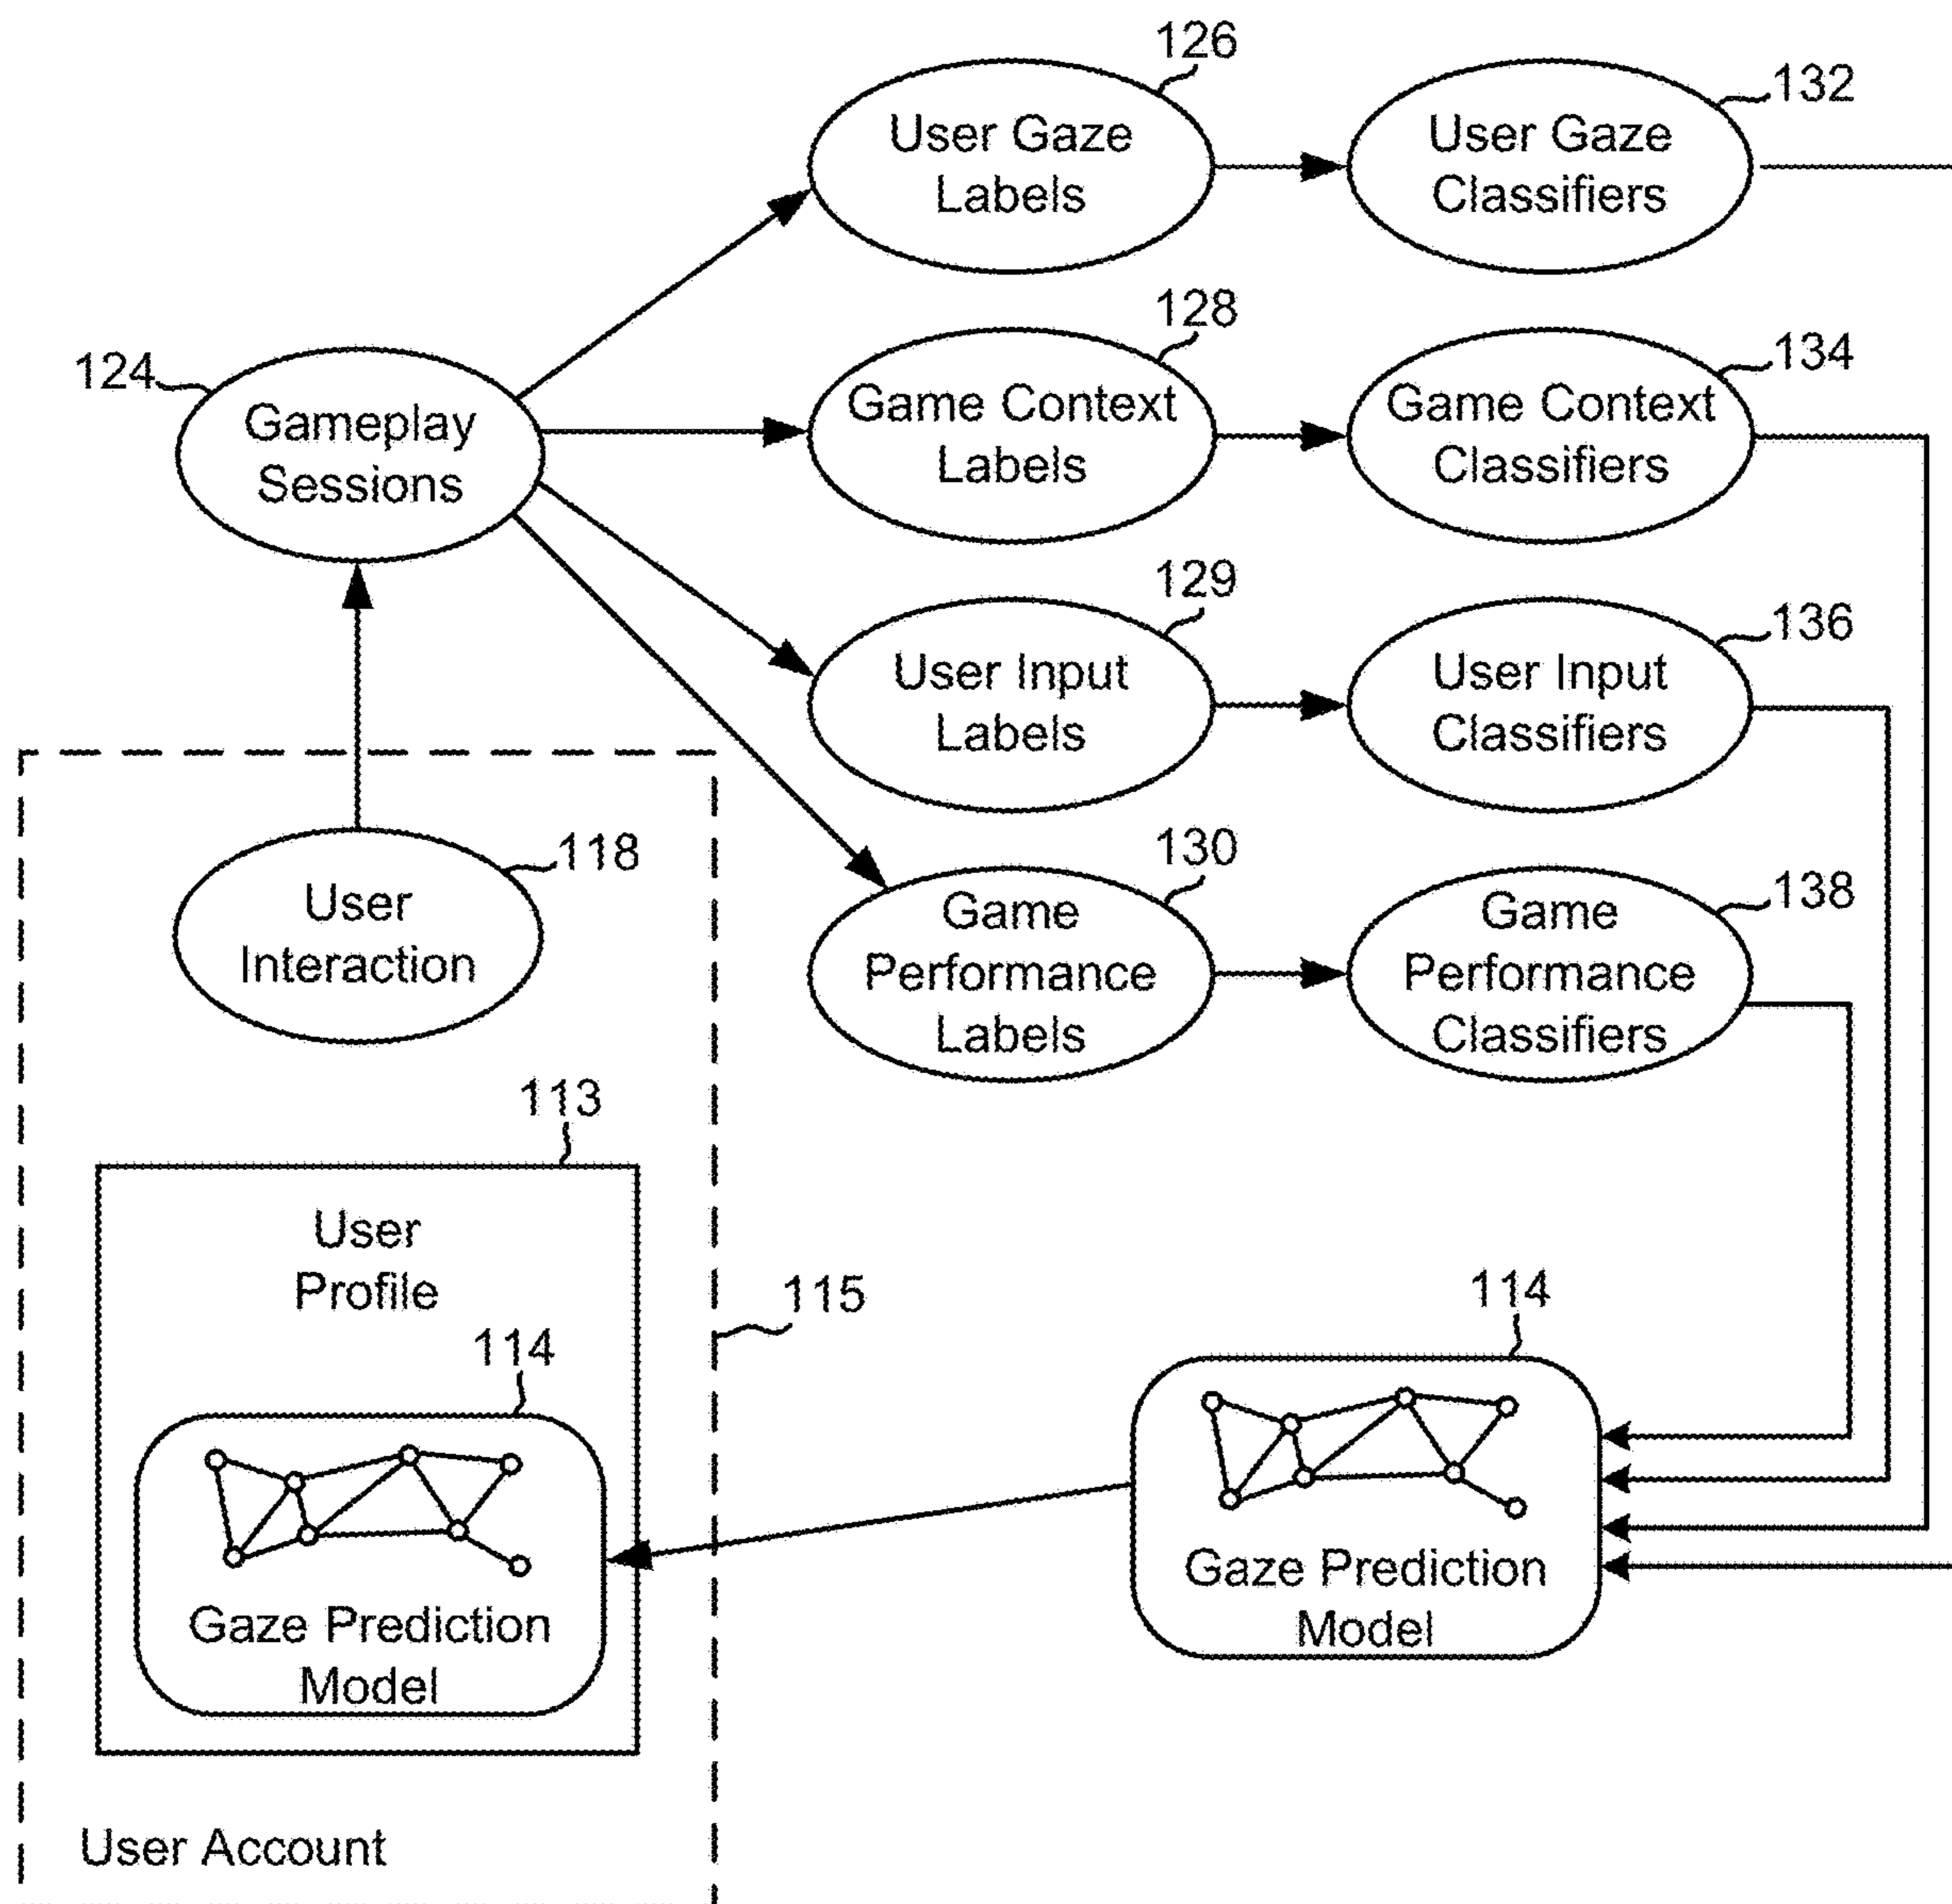 126
132
User Gaze
Labels
User Gaze
Classifiers
128
134
124
Gameplay
Sessions
Game Context
Labels
Game Context
Classifiers
129
136
User Input
Labels
User Input
Classifiers
118
User
Interaction
130
138
Game
Performance
Labels
Game
Performance
Classifiers
113
User
Profile
115
114
Gaze Prediction
Model
114
Gaze Prediction
Model
User Account